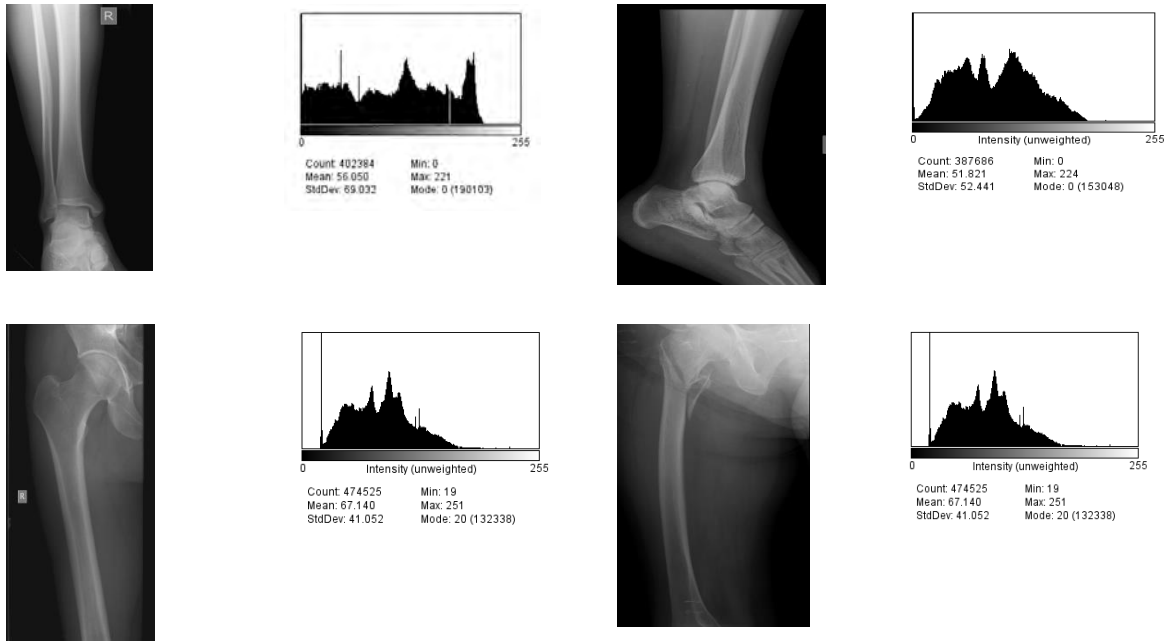 R
0
255
Count: 402384 Min: 0
Mean: 56.050 Max: 221
StdDev: 69.032 Mode: 0 (190103)
0 Intensity (unweighted) 255
Count: 387686 Min: 0
Mean: 51.821 Max: 224
StdDev: 52.441 Mode: 0 (153048)
R
0 Intensity (unweighted) 255
Count: 474525 Min: 19
Mean: 67.140 Max: 251
StdDev: 41.052 Mode: 20 (132338)
0 Intensity (unweighted) 255
Count: 474525 Min: 19
Mean: 67.140 Max: 251
StdDev: 41.052 Mode: 20 (132338)